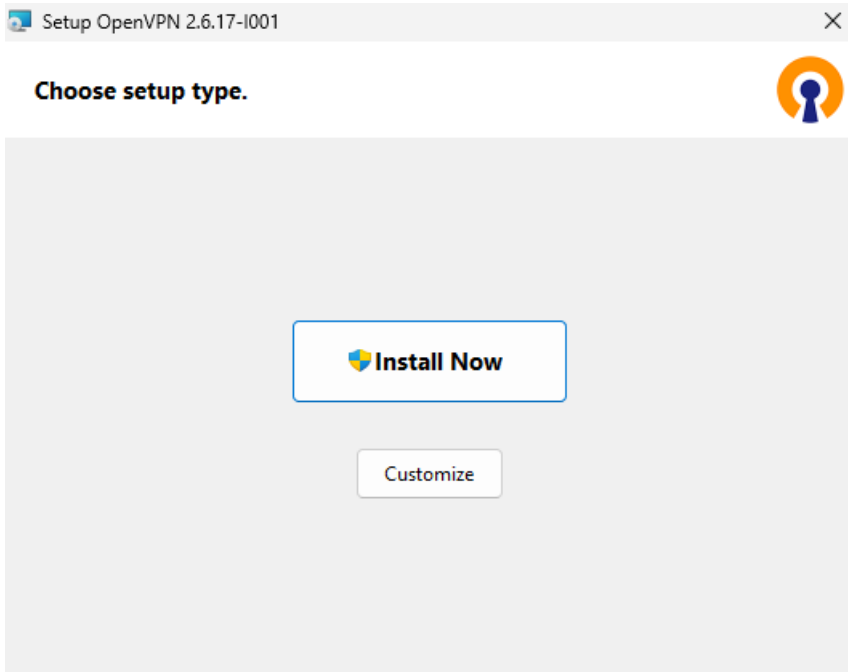 Setup OpenVPN 2.6.17-I001
Choose setup type.
Install Now
Customize